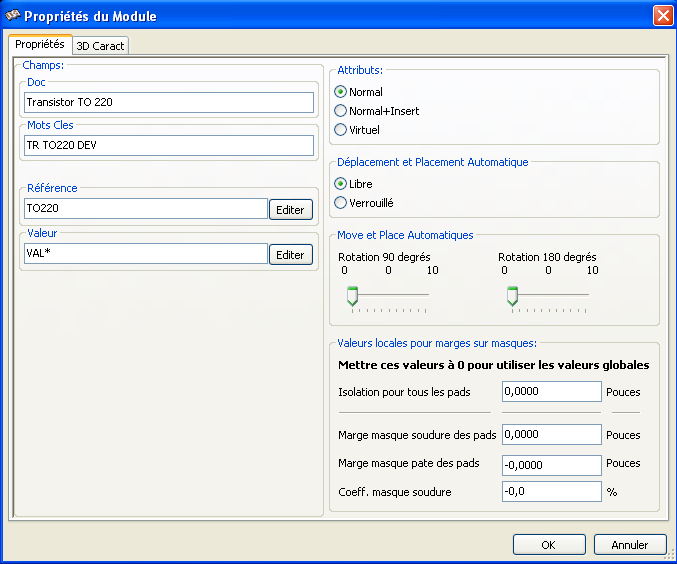 Propriétés du Module
Propriétés
3D Caract
Champs:
Doc
Transistor TO 220
Mots Cles
TR TO220 DEV
Référence
TO220
Editer
Valeur
VAL*
Editer
Attributs:
Normal
Normal+Insert
Virtuel
Déplacement et Placement Automatique
Libre
Verrouillé
Move et Place Automatiques
Rotation 90 degrés
0 0 10
Rotation 180 degrés
0 0 10
Valeurs locales pour marges sur masques:
Mettre ces valeurs à 0 pour utiliser les valeurs globales
Isolation pour tous les pads 0,0000 Pouces
Marge masque soudure des pads 0,0000 Pouces
Marge masque pate des pads -0,0000 Pouces
Coeff. masque soudure -0,0 %
OK
Annuler